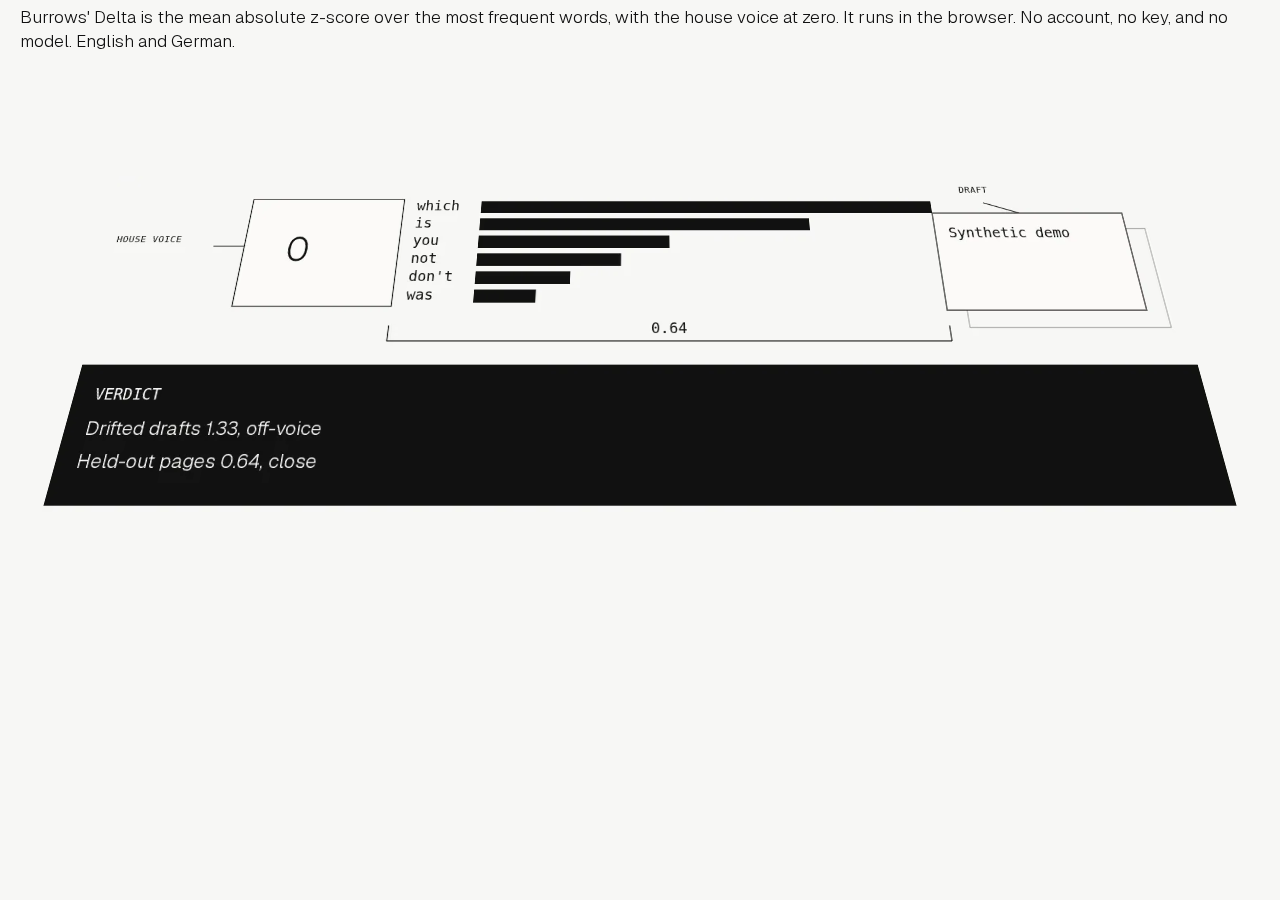 Burrows' Delta is the mean absolute z-score over the most frequent words, with the house voice at zero. It runs in the browser. No account, no key, and no
model. English and German.
DRAFT
which
is
Synthetic demo
HOUSE VOICE
0
you
not
don't
was
0.64
VERDICT
Drifted drafts 1.33, off-voice
Held-out pages 0.64, close